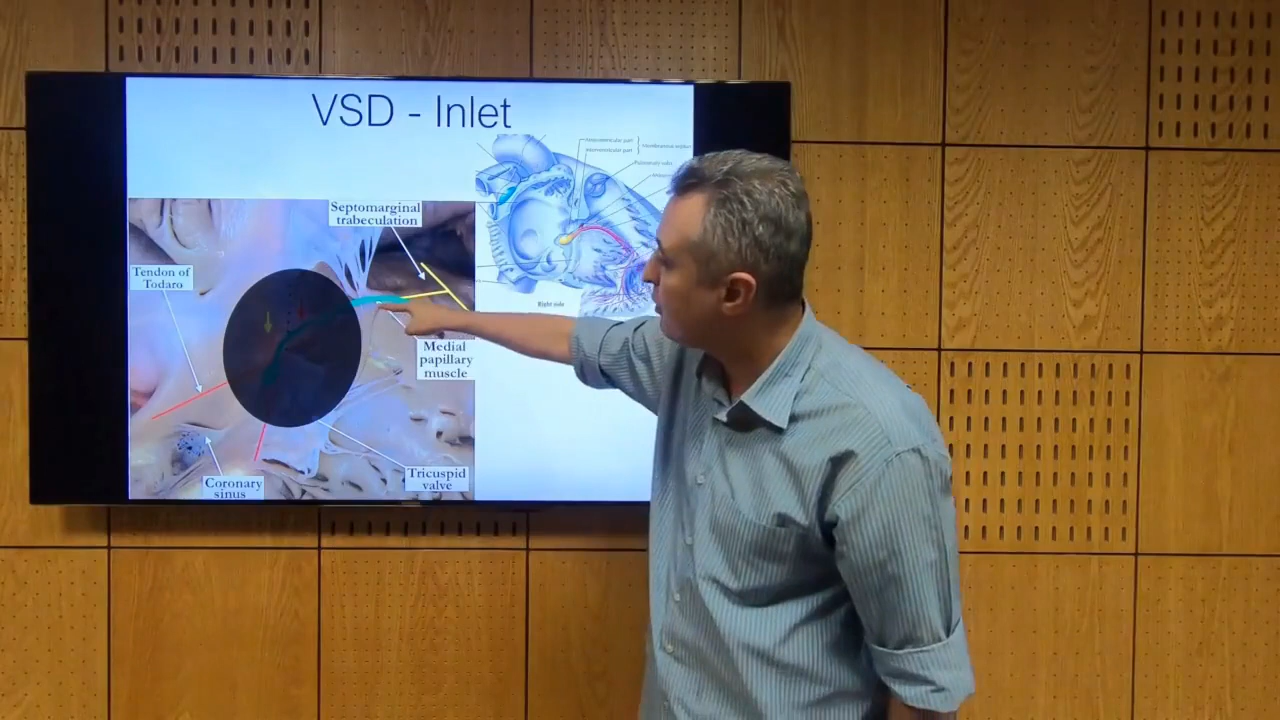 VSD - Inlet
Septomarginal
trabeculation
Tendon of
Todaro
Medial
papillary
muscle
Tricuspid
valve
Coronary
sinus
Right side